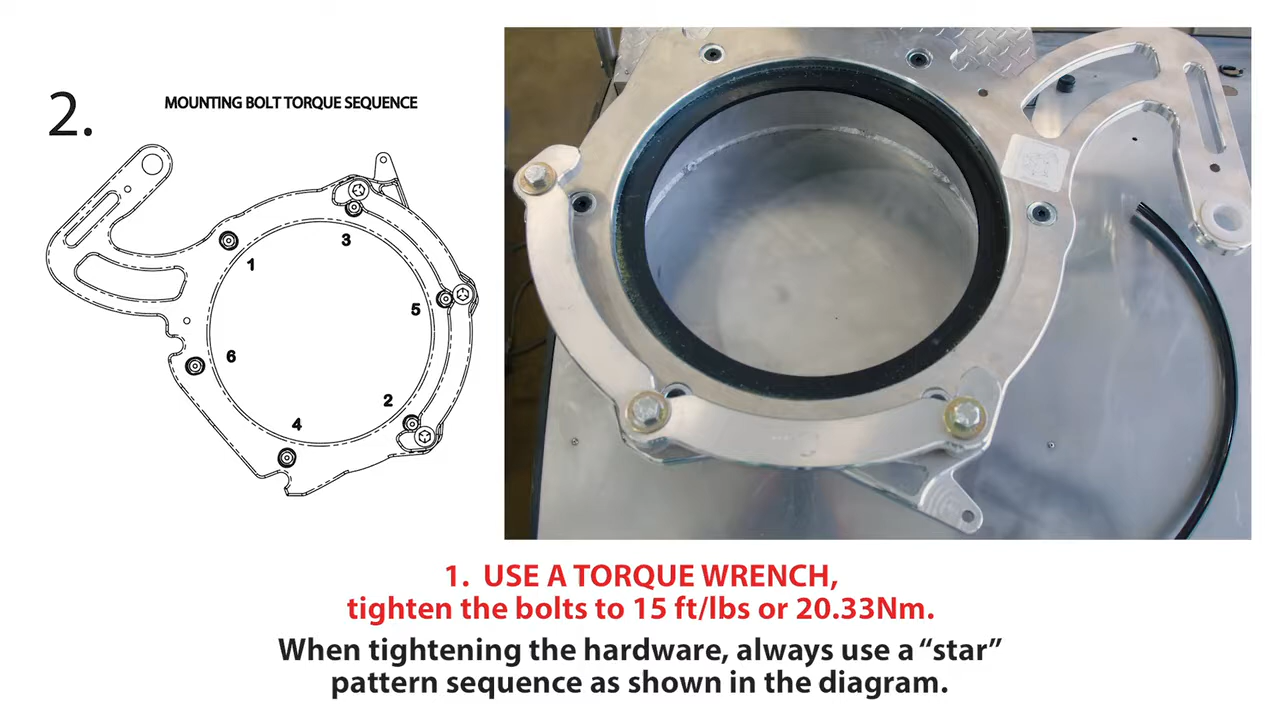 2.
MOUNTING BOLT TORQUE SEQUENCE
3
1
5
6
2
4
1. USE A TORQUE WRENCH,
tighten the bolts to 15 ft/lbs or 20.33Nm.
When tightening the hardware, always use a “star”
pattern sequence as shown in the diagram.